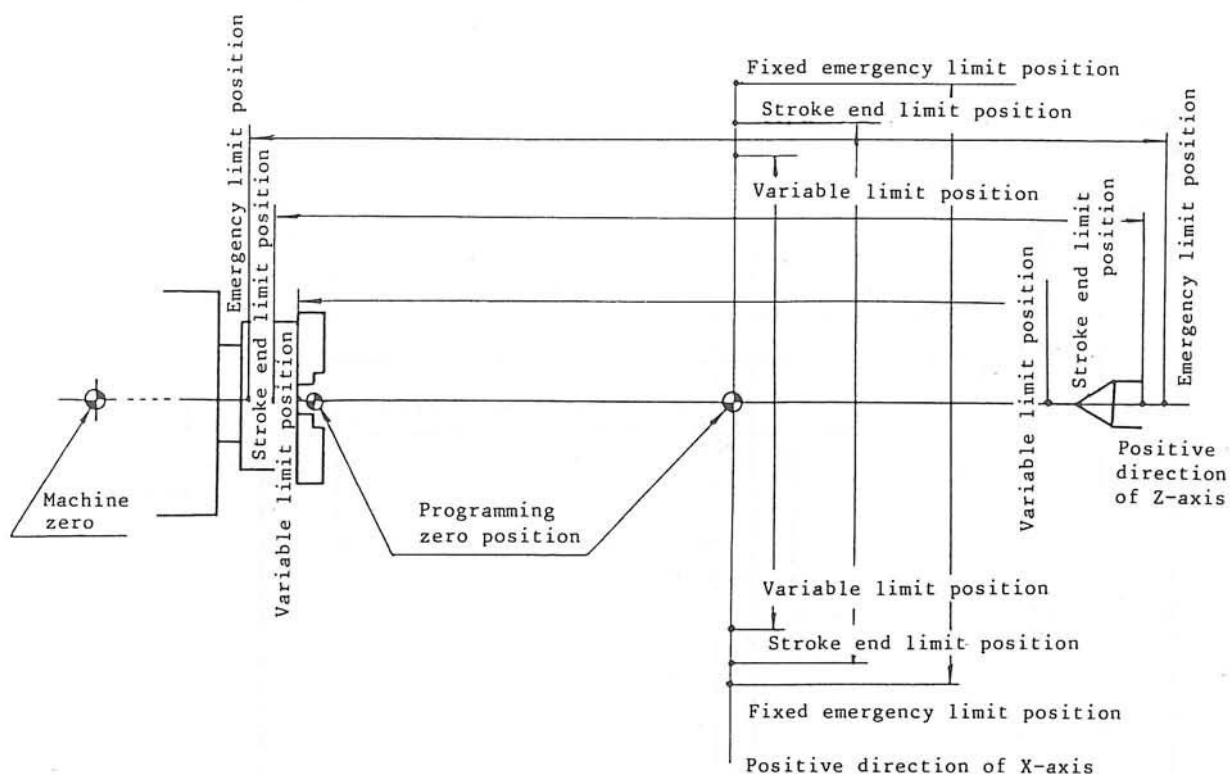 Fixed emergency limit position
Stroke end limit position
Variable limit position
Emergency limit position
Stroke end limit position
Variable limit position
Variable limit position
Stroke end limit
position
Emergency limit position
Machine
zero
Programming
zero position
Positive
direction
of Z-axis
Variable limit position
Stroke end limit position
Fixed emergency limit position
Positive direction of X-axis